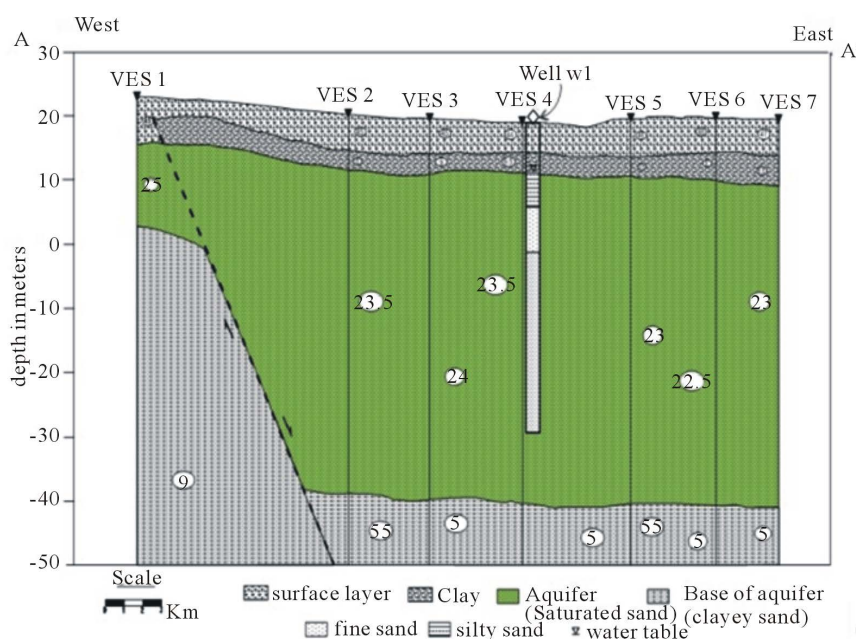 West
East
A
A
30
Well w1
VES 1
VES 2
VES 3
VES 4
VES 5
VES 6
VES 7
20
10
25
0
23.5
23.5
23
-10
23
depth in meters
-20
24
22.5
-30
9
-40
55
5
5
55
5
5
-50
Scale
Km
surface layer
Clay
Aquifer
(Saturated sand)
Base of aquifer
(clayey sand)
fine sand
silty sand
water table